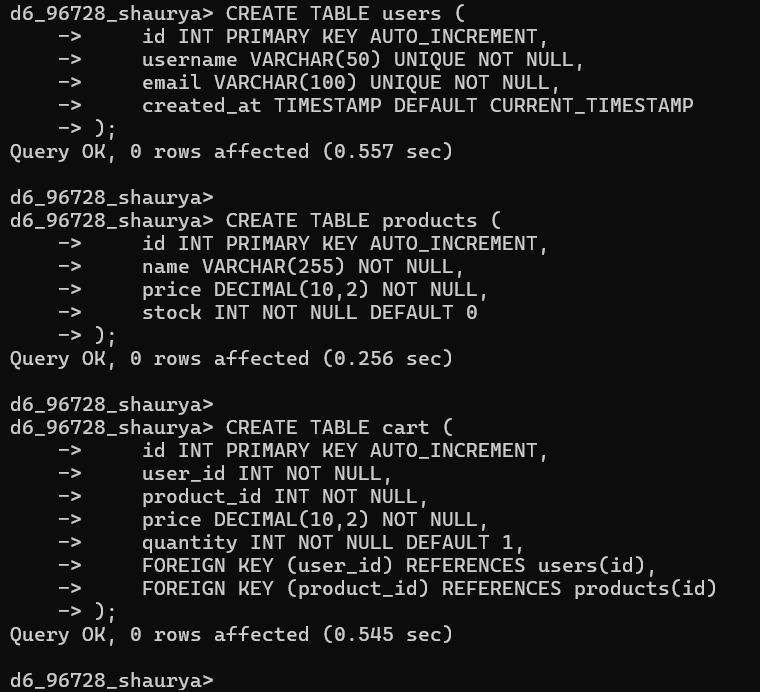 d6_96728_shaurya> CREATE TABLE users (
    ->     id INT PRIMARY KEY AUTO_INCREMENT,
    ->     username VARCHAR(50) UNIQUE NOT NULL,
    ->     email VARCHAR(100) UNIQUE NOT NULL,
    ->     created_at TIMESTAMP DEFAULT CURRENT_TIMESTAMP
    -> );
Query OK, 0 rows affected (0.557 sec)

d6_96728_shaurya>
d6_96728_shaurya> CREATE TABLE products (
    ->     id INT PRIMARY KEY AUTO_INCREMENT,
    ->     name VARCHAR(255) NOT NULL,
    ->     price DECIMAL(10,2) NOT NULL,
    ->     stock INT NOT NULL DEFAULT 0
    -> );
Query OK, 0 rows affected (0.256 sec)

d6_96728_shaurya>
d6_96728_shaurya> CREATE TABLE cart (
    ->     id INT PRIMARY KEY AUTO_INCREMENT,
    ->     user_id INT NOT NULL,
    ->     product_id INT NOT NULL,
    ->     price DECIMAL(10,2) NOT NULL,
    ->     quantity INT NOT NULL DEFAULT 1,
    ->     FOREIGN KEY (user_id) REFERENCES users(id),
    ->     FOREIGN KEY (product_id) REFERENCES products(id)
    -> );
Query OK, 0 rows affected (0.545 sec)

d6_96728_shaurya>